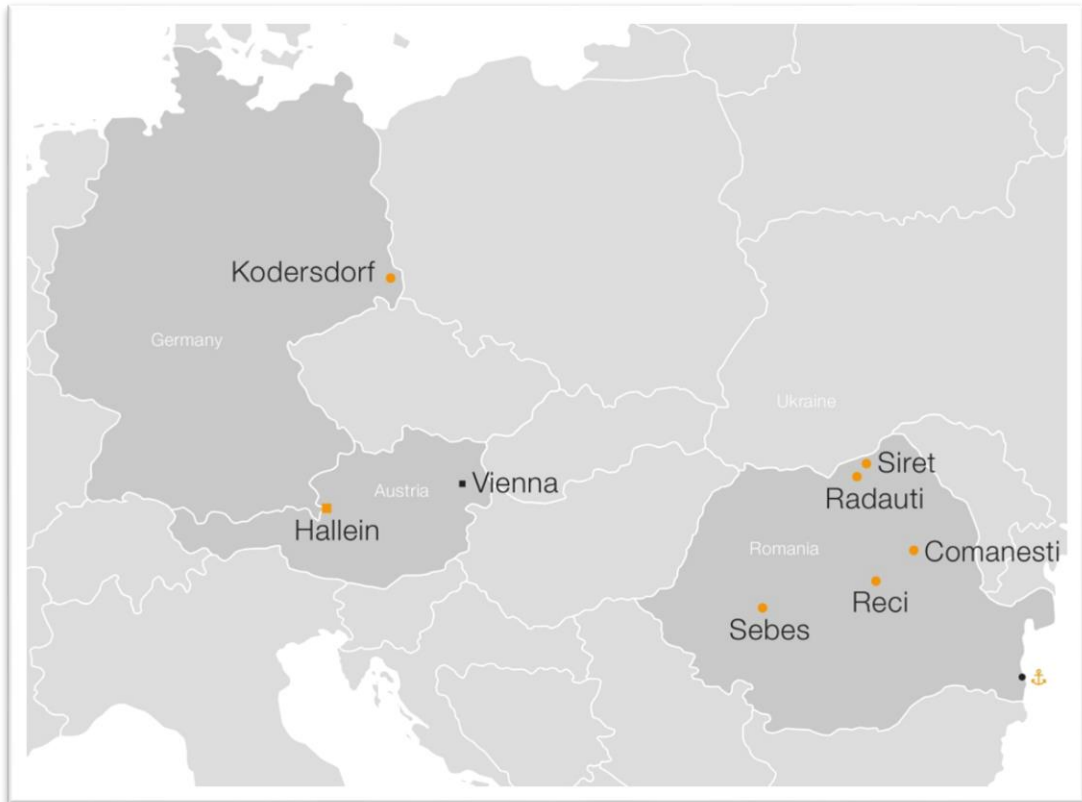 Kodersdorf
Germany
Ukraine
Siret
Radauti
Austria
Vienna
Hallein
Romania
Comanesti
Reci
Sebes